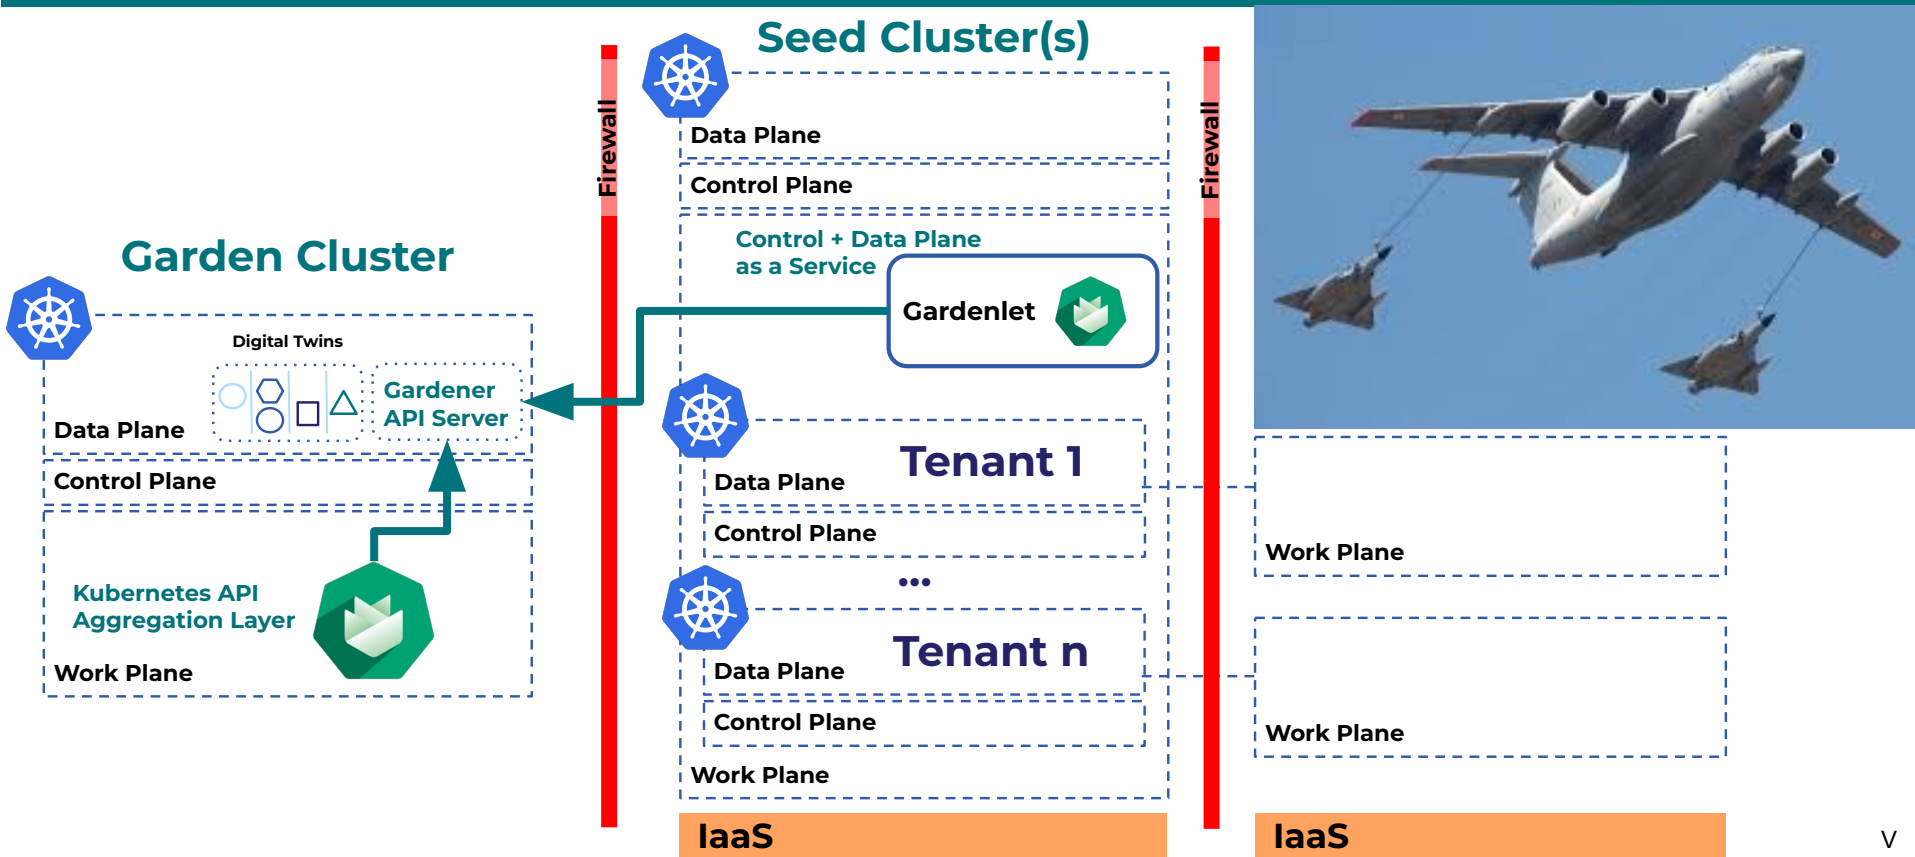 Seed Cluster(s)
Firewall
Data Plane
Control Plane
Firewall
Control + Data Plane
as a Service
Gardenlet
Garden Cluster
Digital Twins
Gardener
API Server
Data Plane
Control Plane
Kubernetes API
Aggregation Layer
Work Plane
Tenant 1
Data Plane
Control Plane
...
Tenant n
Data Plane
Control Plane
Work Plane
IaaS
Work Plane
Work Plane
IaaS
V